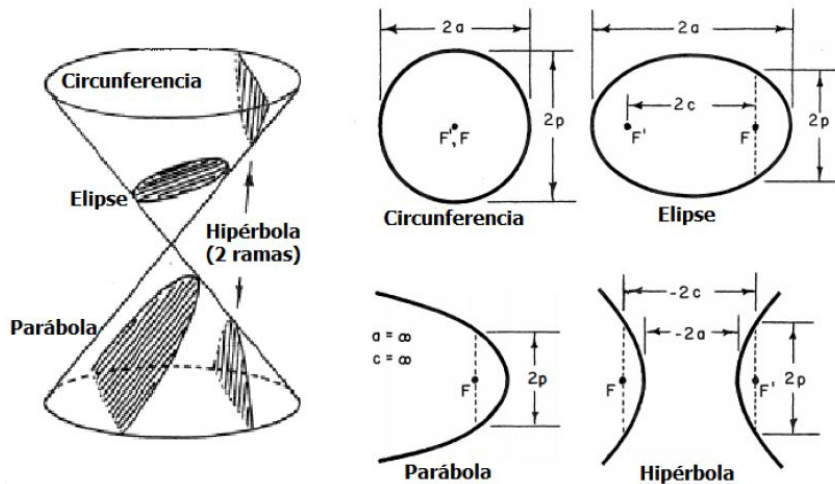 Circunferencia
Elipse
Hipérbola
(2 ramas)
Parábola
2a
F', F
2p
Circunferencia
2a
2c
F'
F
2p
Elipse
a = ∞
c = ∞
F
2p
Parábola
-2c
-2a
F
F'
2p
Hipérbola